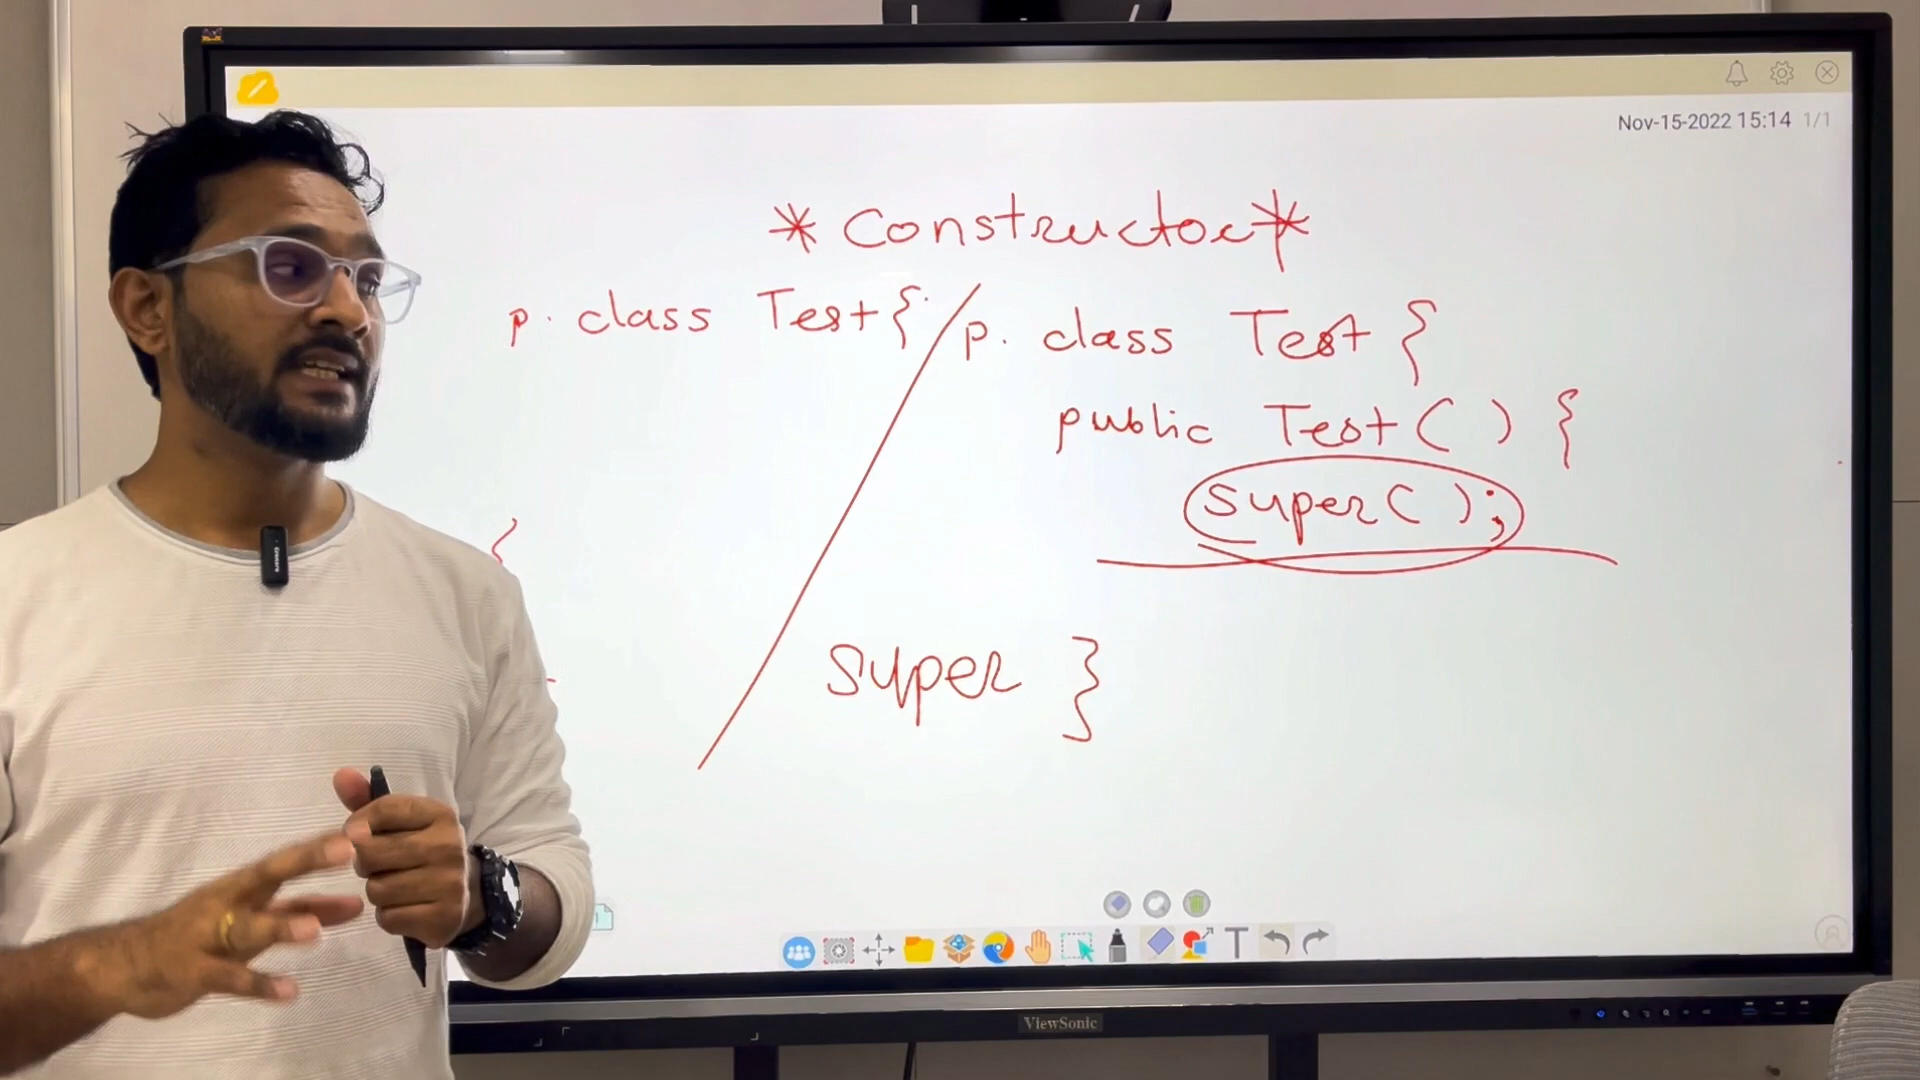 Nov-15-2022 15:14 1/1
* Constructor *
p. class Test {
p. class Test {
public Test ( ) {
super ( ) ;
super }
T
ViewSonic